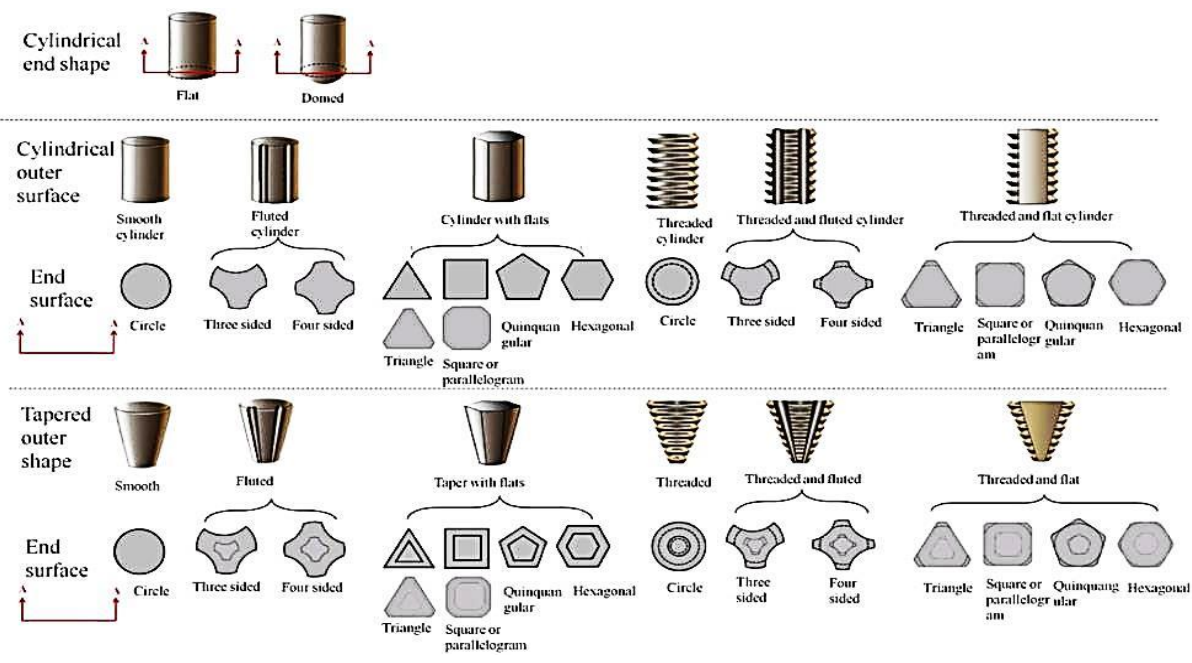 Cylindrical
end shape
A A A A
Flat
Domed
Cylindrical
outer
surface
Smooth
cylinder
Fluted
cylinder
Cylinder with flats
Threaded
cylinder
Threaded and fluted cylinder
Threaded and flat cylinder
End
surface
A A
Circle
Three sided
Four sided
Triangle
Square or
parallelogram
Quinquan
gular
Hexagonal
Circle
Three sided
Four sided
Triangle
Square or
parallelogr
am
Quinquan
gular
Hexagonal
Tapered
outer
shape
Smooth
Fluted
Taper with flats
Threaded
Threaded and fluted
Threaded and flat
End
surface
A A
Circle
Three sided
Four sided
Triangle
Square or
parallelogram
Quinquan
gular
Hexagonal
Circle
Three
sided
Four
sided
Triangle
Square or
parallelogr
am
Quinquang
ular
Hexagonal